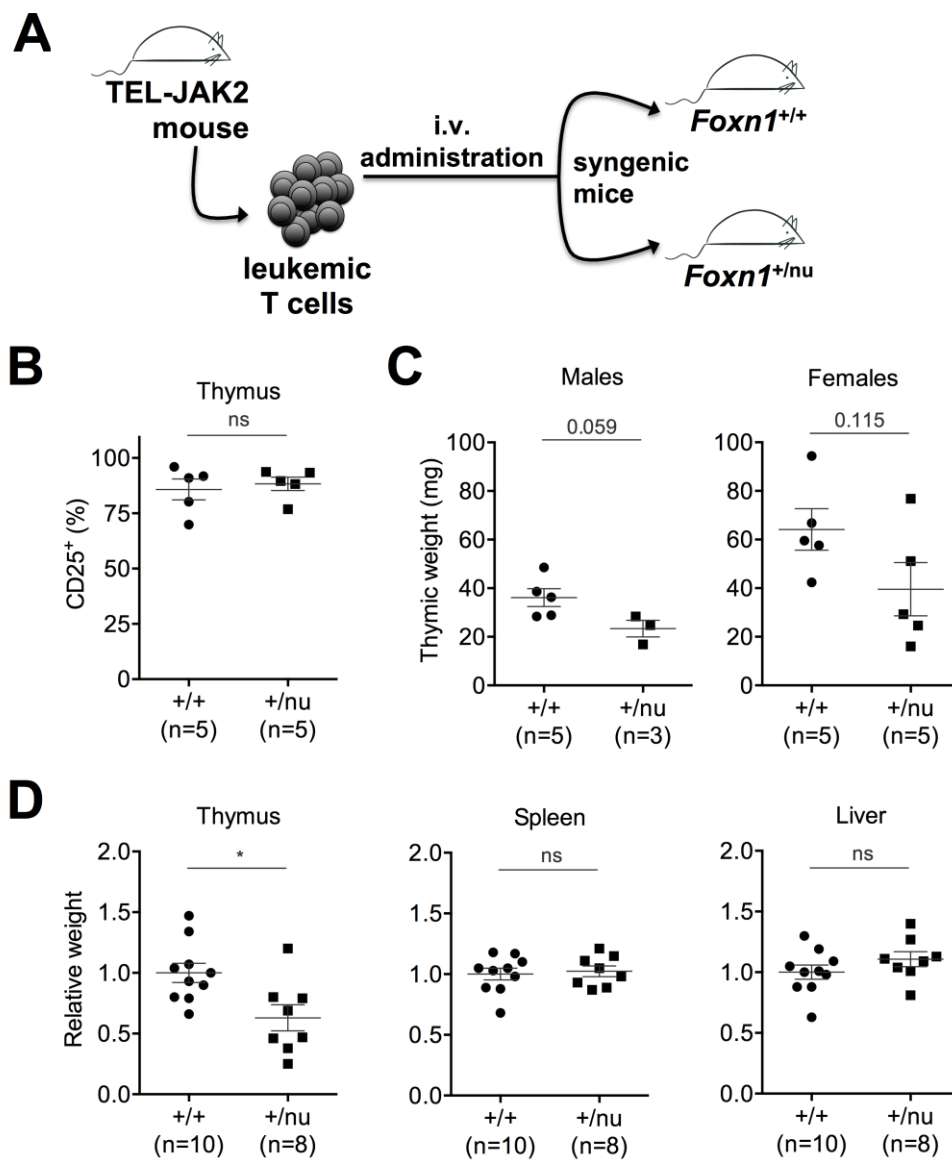 A
TEL-JAK2
mouse
leukemic
T cells
i.v.
administration
syngenic
mice
Foxn1+/+
Foxn1+/nu
B
Thymus
ns
CD25+ (%)
100
75
50
25
0
+/+
(n=5)
+/nu
(n=5)
C
Males
0.059
Thymic weight (mg)
100
80
60
40
20
0
+/+
(n=5)
+/nu
(n=3)
Females
0.115
100
80
60
40
20
0
+/+
(n=5)
+/nu
(n=5)
D
Thymus
*
Relative weight
2.0
1.5
1.0
0.5
0.0
+/+
(n=10)
+/nu
(n=8)
Spleen
ns
2.0
1.5
1.0
0.5
0.0
+/+
(n=10)
+/nu
(n=8)
Liver
ns
2.0
1.5
1.0
0.5
0.0
+/+
(n=10)
+/nu
(n=8)